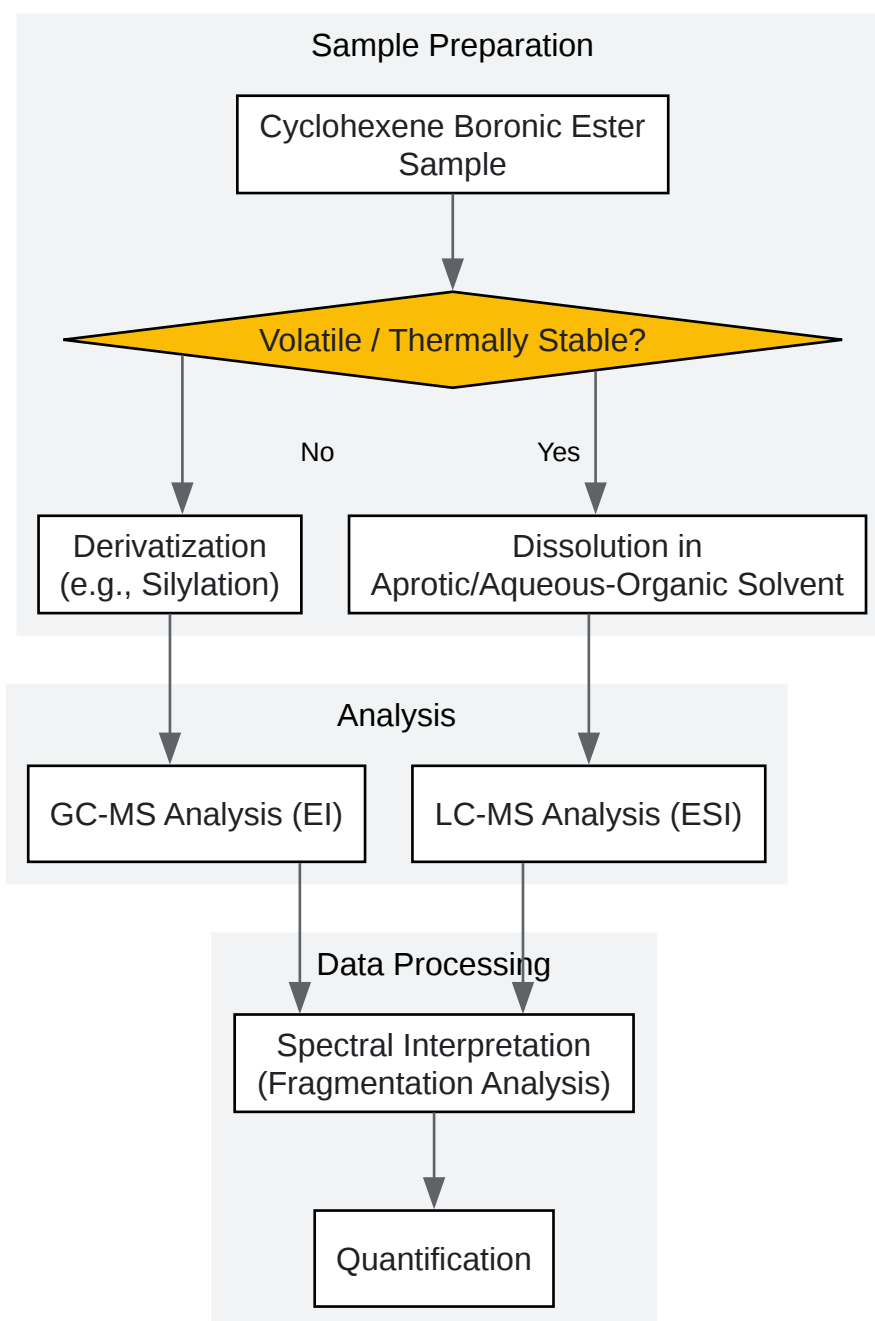 Sample Preparation
Cyclohexene Boronic Ester
Sample
Volatile / Thermally Stable?
No
Yes
Derivatization
(e.g., Silylation)
Dissolution in
Aprotic/Aqueous-Organic Solvent
Analysis
GC-MS Analysis (EI)
LC-MS Analysis (ESI)
Data Processing
Spectral Interpretation
(Fragmentation Analysis)
Quantification